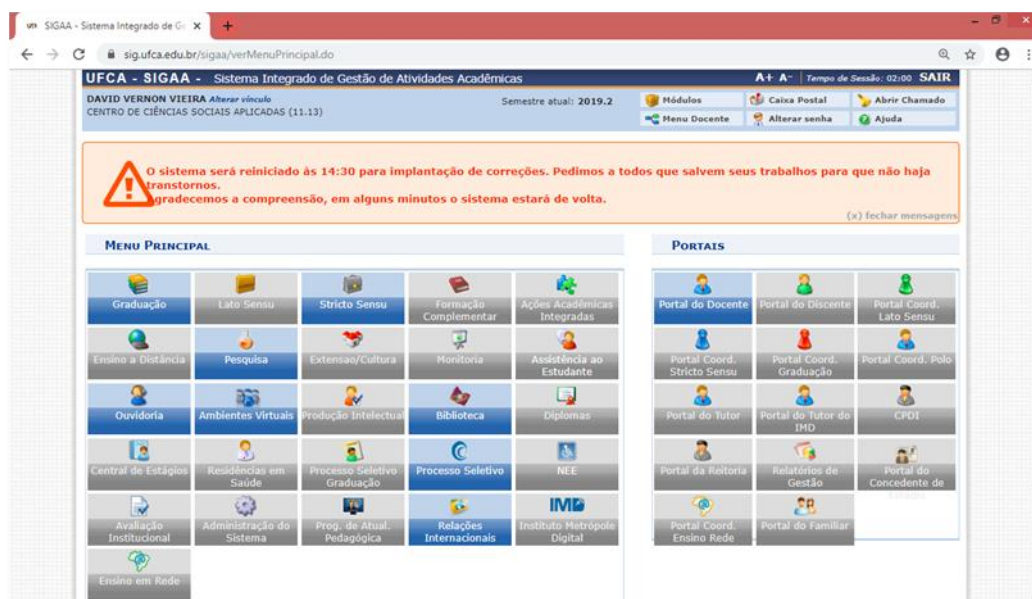 SIGAA - Sistema Integrado de G
sig.ufca.edu.br/sigaa/verMenuPrincipal.do
UFCA - SIGAA - Sistema Integrado de Gestão de Atividades Acadêmicas
A+ A- Tempo de Sessão: 02:00 SAIR
DAVID VERNON VIEIRA Alterar vínculo
CENTRO DE CIÊNCIAS SOCIAIS APLICADAS (11.13)
Semestre atual: 2019.2
Módulos Caixa Postal Abrir Chamado
Menu Docente Alterar senha Ajuda
O sistema será reiniciado às 14:30 para implantação de correções. Pedimos a todos que salvem seus trabalhos para que não haja
transtornos.
gradecemos a compreensão, em alguns minutos o sistema estará de volta.
(x) fechar mensagens
MENU PRINCIPAL
Graduação
Lato Sensu
Stricto Sensu
Formação
Complementar
Ações Acadêmicas
Integradas
Ensino a Distância
Pesquisa
Extensao/Cultura
Monitoria
Assistência ao
Estudante
Ouvidoria
Ambientes Virtuais
Produção Intelectual
Biblioteca
Diplomas
Central de Estágios
Residências em
Saúde
Processo Seletivo
Graduação
Processo Seletivo
NEE
Avaliação
Institucional
Administração do
Sistema
Prog. de Atual.
Pedagógica
Relações
Internacionais
IMD
Instituto Metrópole
Digital
Ensino em Rede
PORTAIS
Portal do Docente
Portal do Discente
Portal Coord.
Lato Sensu
Portal Coord.
Stricto Sensu
Portal Coord.
Graduação
Portal Coord. Polo
Portal do Tutor
Portal do Tutor do
IMD
CPDI
Portal da Reitoria
Relatórios de
Gestão
Portal do
Concedente de
Portal Coord.
Ensino Rede
Portal do Familiar